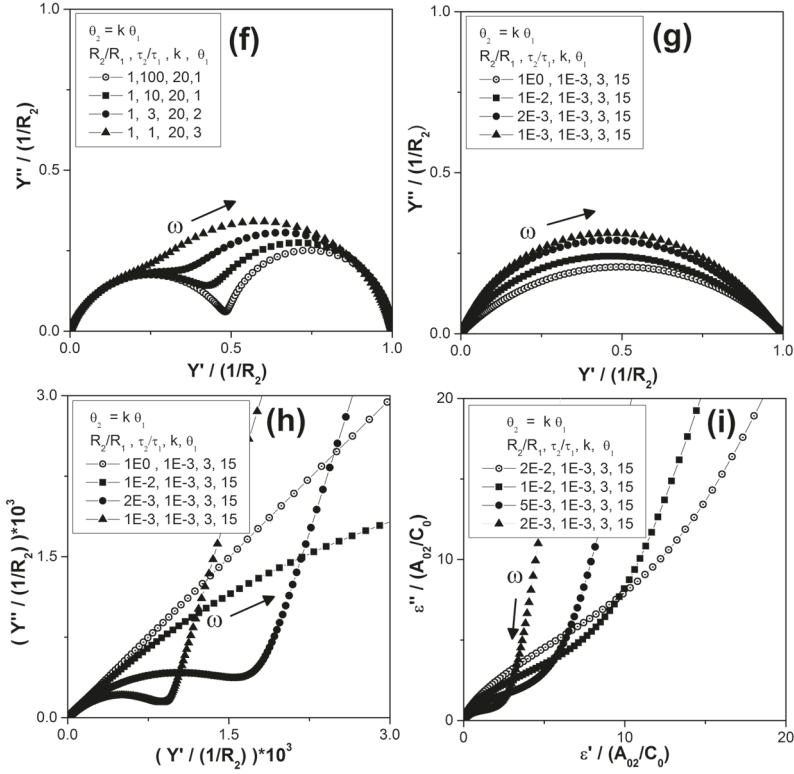 (f)
θ₂ = k θ₁
R₂/R₁ , τ₂/τ₁ , k , θ₁
1,100, 20,1
1, 10, 20,1
1, 3, 20, 2
1, 1, 20, 3
ω
Y'' / (1/R₂)
1.0
0.5
0.0
0.0 0.5 1.0
Y' / (1/R₂)
(g)
θ₂ = k θ₁
R₂/R₁ , τ₂/τ₁, k, θ₁
1E0 , 1E-3, 3, 15
1E-2, 1E-3, 3, 15
2E-3, 1E-3, 3, 15
1E-3, 1E-3, 3, 15
ω
Y'' / (1/R₂)
1.0
0.5
0.0
0.0 0.5 1.0
Y' / (1/R₂)
(h)
θ₂ = k θ₁
R₂/R₁ , τ₂/τ₁, k, θ₁
1E0 , 1E-3, 3, 15
1E-2, 1E-3, 3, 15
2E-3, 1E-3, 3, 15
1E-3, 1E-3, 3, 15
ω
( Y'' / (1/R₂) )*10³
3.0
1.5
0.0
0.0 1.5 3.0
( Y' / (1/R₂) )*10³
(i)
θ₂ = k θ₁
R₂/R₁, τ₂/τ₁, k, θ₁
2E-2, 1E-3, 3, 15
1E-2, 1E-3, 3, 15
5E-3, 1E-3, 3, 15
2E-3, 1E-3, 3, 15
ω
ε'' / (A₀₂/C₀)
20
10
0
0 5 10 15 20
ε' / (A₀₂/C₀)